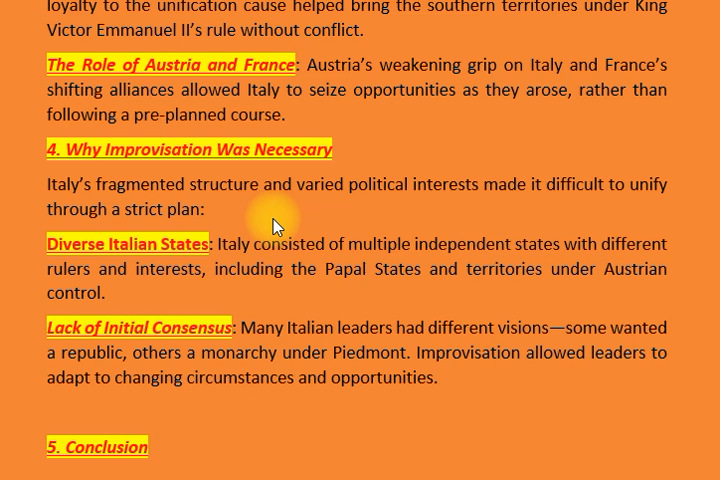 loyalty to the unification cause helped bring the southern territories under King
Victor Emmanuel II’s rule without conflict.
The Role of Austria and France: Austria’s weakening grip on Italy and France’s
shifting alliances allowed Italy to seize opportunities as they arose, rather than
following a pre-planned course.
4. Why Improvisation Was Necessary
Italy’s fragmented structure and varied political interests made it difficult to unify
through a strict plan:
Diverse Italian States: Italy consisted of multiple independent states with different
rulers and interests, including the Papal States and territories under Austrian
control.
Lack of Initial Consensus: Many Italian leaders had different visions—some wanted
a republic, others a monarchy under Piedmont. Improvisation allowed leaders to
adapt to changing circumstances and opportunities.
5. Conclusion